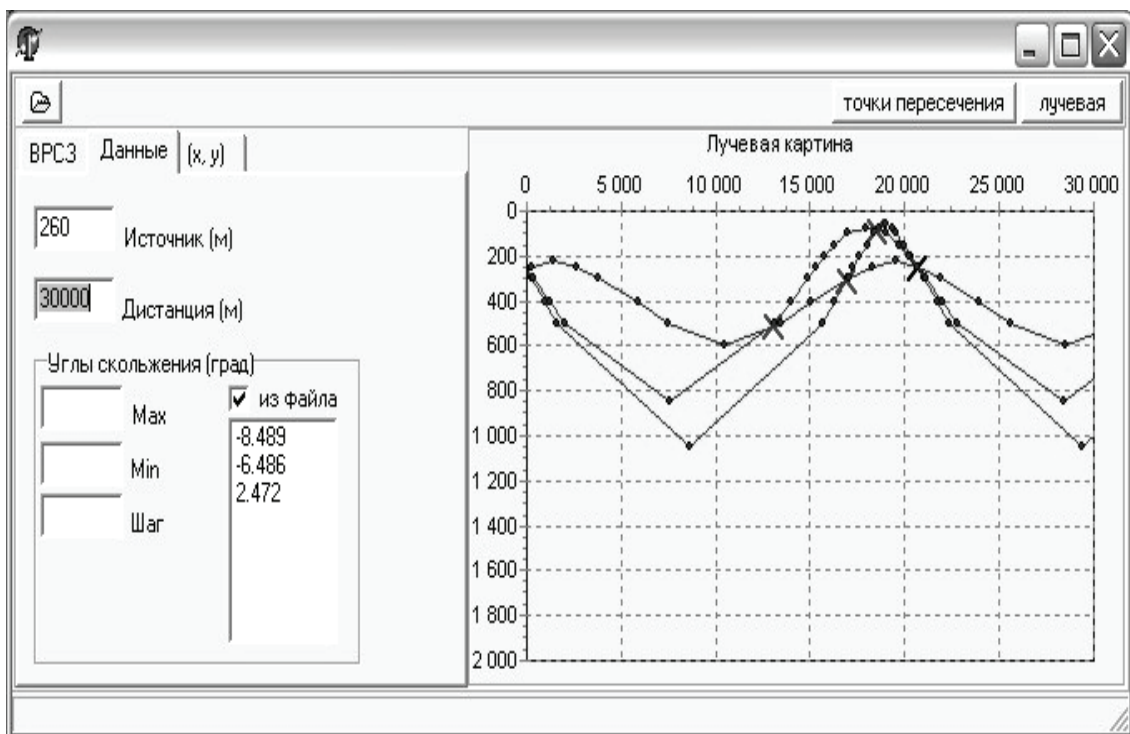 точки пересечения лучевая
ВРСЗ Данные (x, y)
260 Источник (м)
30000 Дистанция (м)
Углы скольжения (град)
Max
Min
Шаг
из файла
-8.489
-6.486
2.472
Лучевая картина
0 5 000 10 000 15 000 20 000 25 000 30 000
0
200
400
600
800
1 000
1 200
1 400
1 600
1 800
2 000